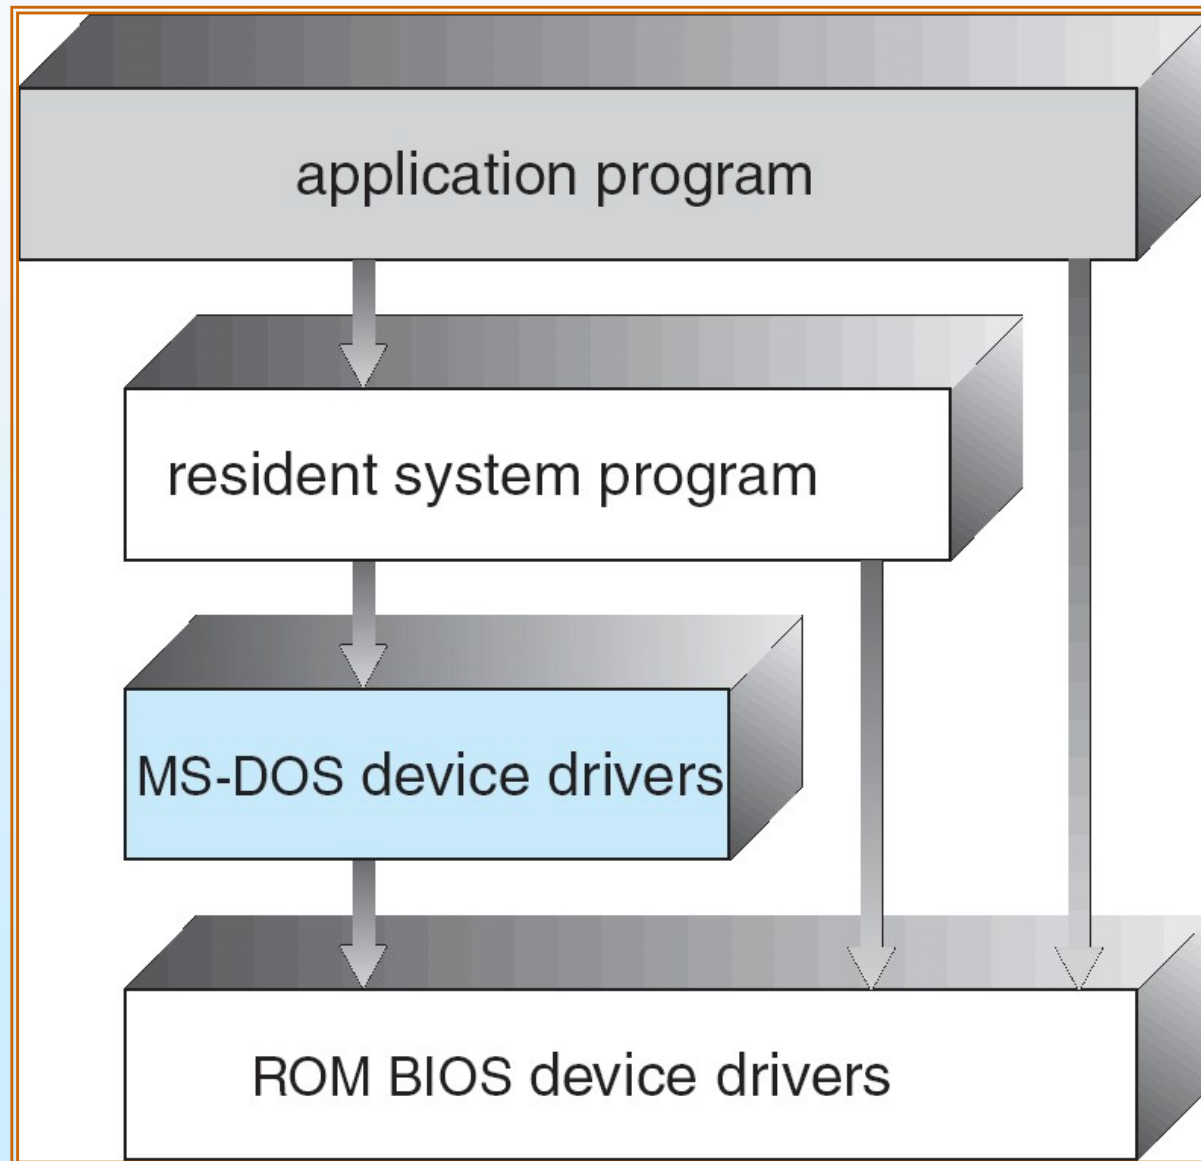 application program
resident system program
MS-DOS device drivers
ROM BIOS device drivers